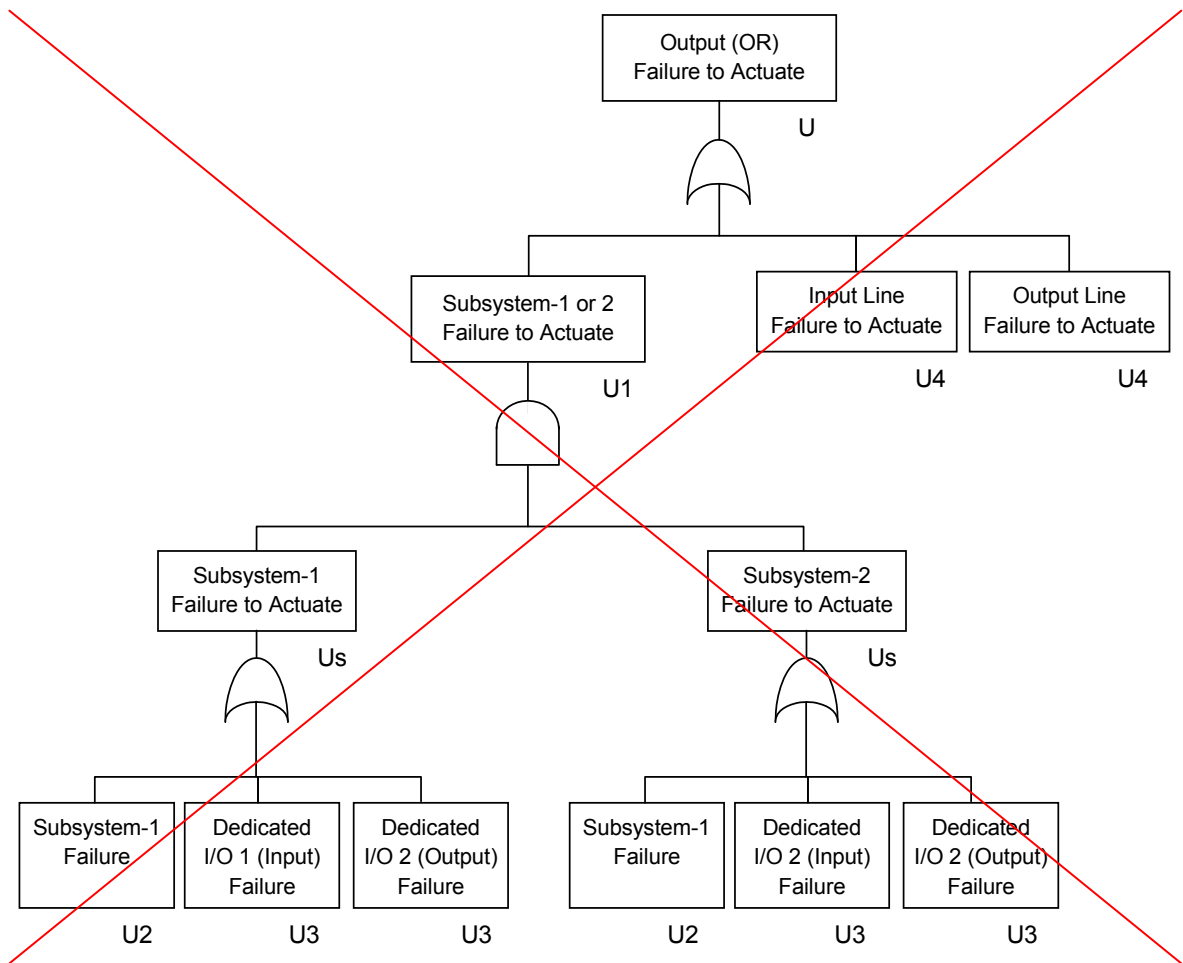 Output (OR)
Failure to Actuate
U
Subsystem-1 or 2
Failure to Actuate
U1
Input Line
Failure to Actuate
U4
Output Line
Failure to Actuate
U4
Subsystem-1
Failure to Actuate
Us
Subsystem-2
Failure to Actuate
Us
Subsystem-1
Failure
U2
Dedicated
I/O 1 (Input)
Failure
U3
Dedicated
I/O 2 (Output)
Failure
U3
Subsystem-1
Failure
U2
Dedicated
I/O 2 (Input)
Failure
U3
Dedicated
I/O 2 (Output)
Failure
U3